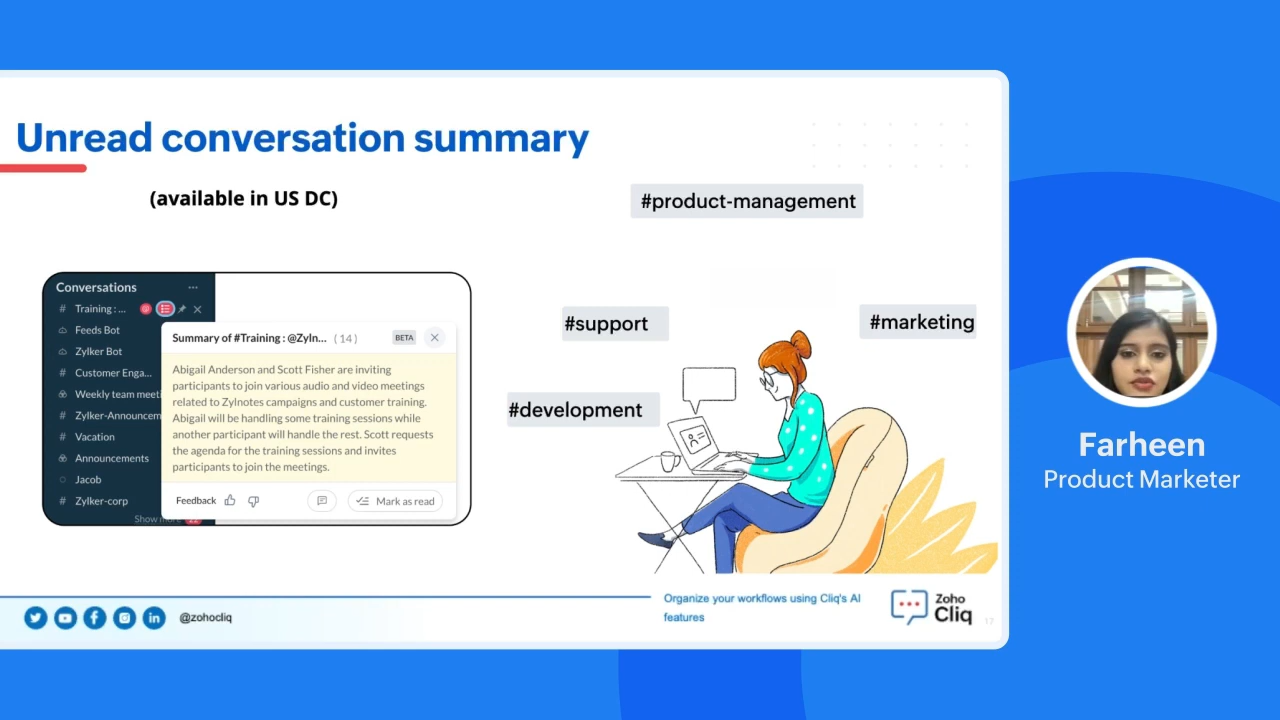 Unread conversation summary
(available in US DC)
#product-management
#support
#marketing
#development
Conversations
# Training : ...
Feeds Bot
Zylker Bot
# Customer Enga...
Weekly team meeti
# Zylker-Announcem
# Vacation
Announcements
Jacob
# Zylker-corp
Show more
Summary of #Training : @Zyln... ( 14 )
BETA
Abigail Anderson and Scott Fisher are inviting
participants to join various audio and video meetings
related to Zylnotes campaigns and customer training.
Abigail will be handling some training sessions while
another participant will handle the rest. Scott requests
the agenda for the training sessions and invites
participants to join the meetings.
Feedback
Mark as read
@zohocliq
Organize your workflows using Cliq's AI
features
Zoho
Cliq
17
Farheen
Product Marketer